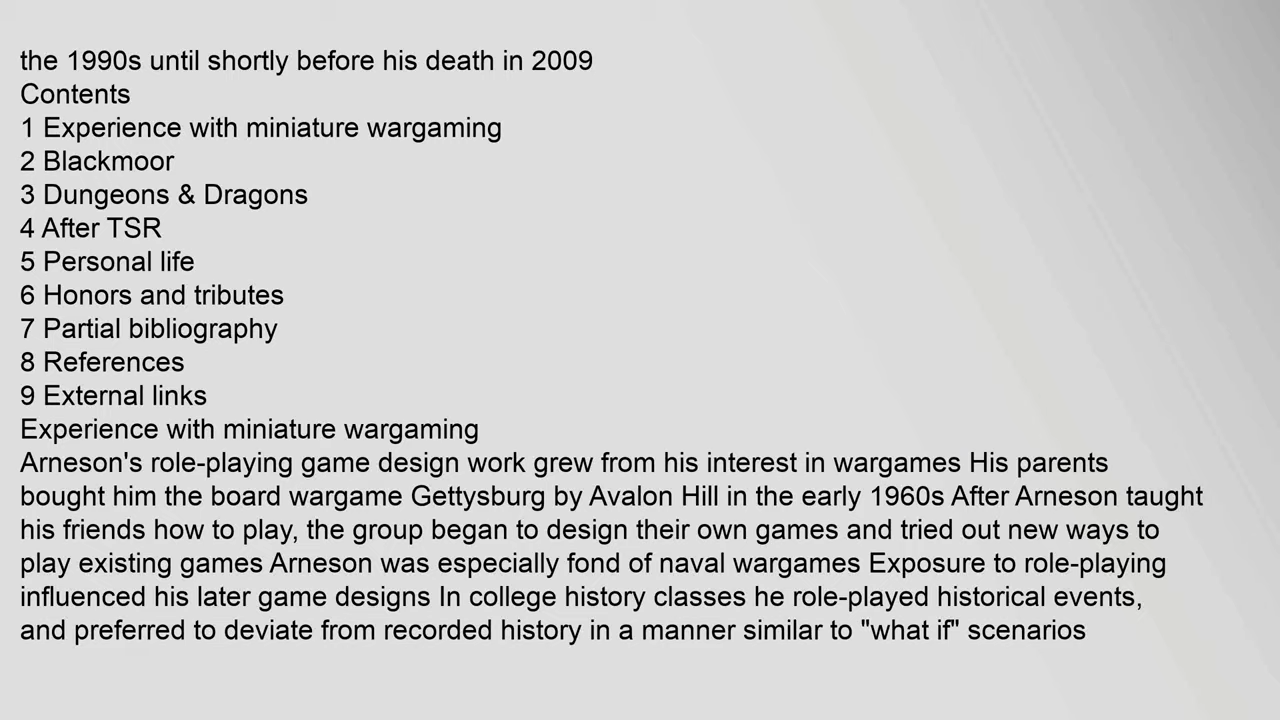 the 1990s until shortly before his death in 2009
Contents
1 Experience with miniature wargaming
2 Blackmoor
3 Dungeons & Dragons
4 After TSR
5 Personal life
6 Honors and tributes
7 Partial bibliography
8 References
9 External links
Experience with miniature wargaming
Arneson's role-playing game design work grew from his interest in wargames His parents
bought him the board wargame Gettysburg by Avalon Hill in the early 1960s After Arneson taught
his friends how to play, the group began to design their own games and tried out new ways to
play existing games Arneson was especially fond of naval wargames Exposure to role-playing
influenced his later game designs In college history classes he role-played historical events,
and preferred to deviate from recorded history in a manner similar to "what if" scenarios